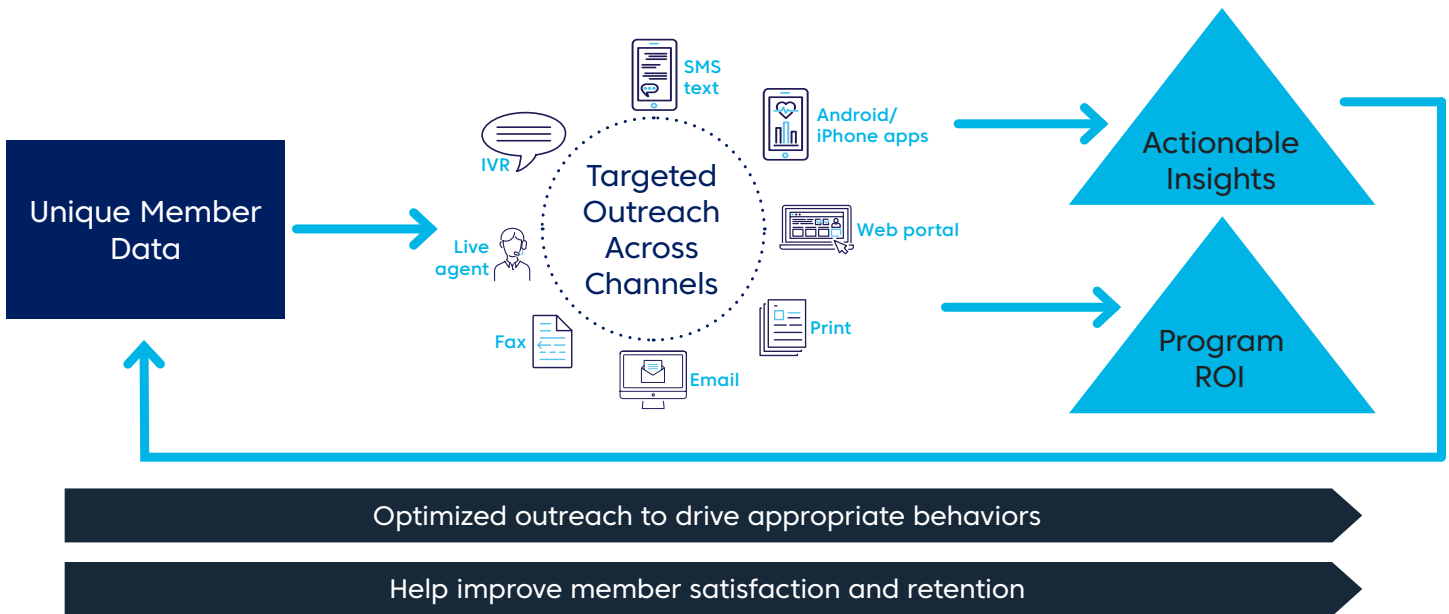 Unique Member
Data
SMS
text
Android/
iPhone apps
IVR
Targeted
Outreach
Across
Channels
Web portal
Live
agent
Fax
Print
Email
Actionable
Insights
Program
ROI
Optimized outreach to drive appropriate behaviors
Help improve member satisfaction and retention